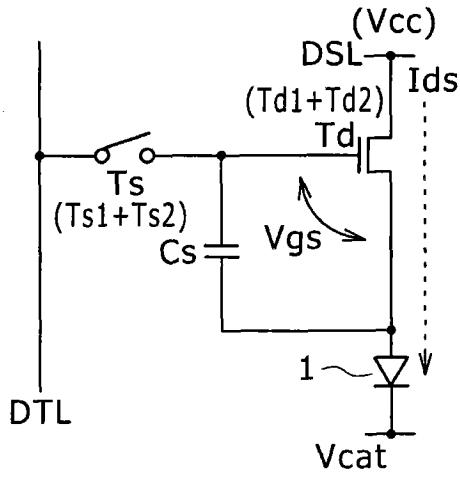 (Vcc)
DSL
Ids
(Td1+Td2)
Td
Ts
(Ts1+Ts2)
Vgs
Cs
1
DTL
Vcat